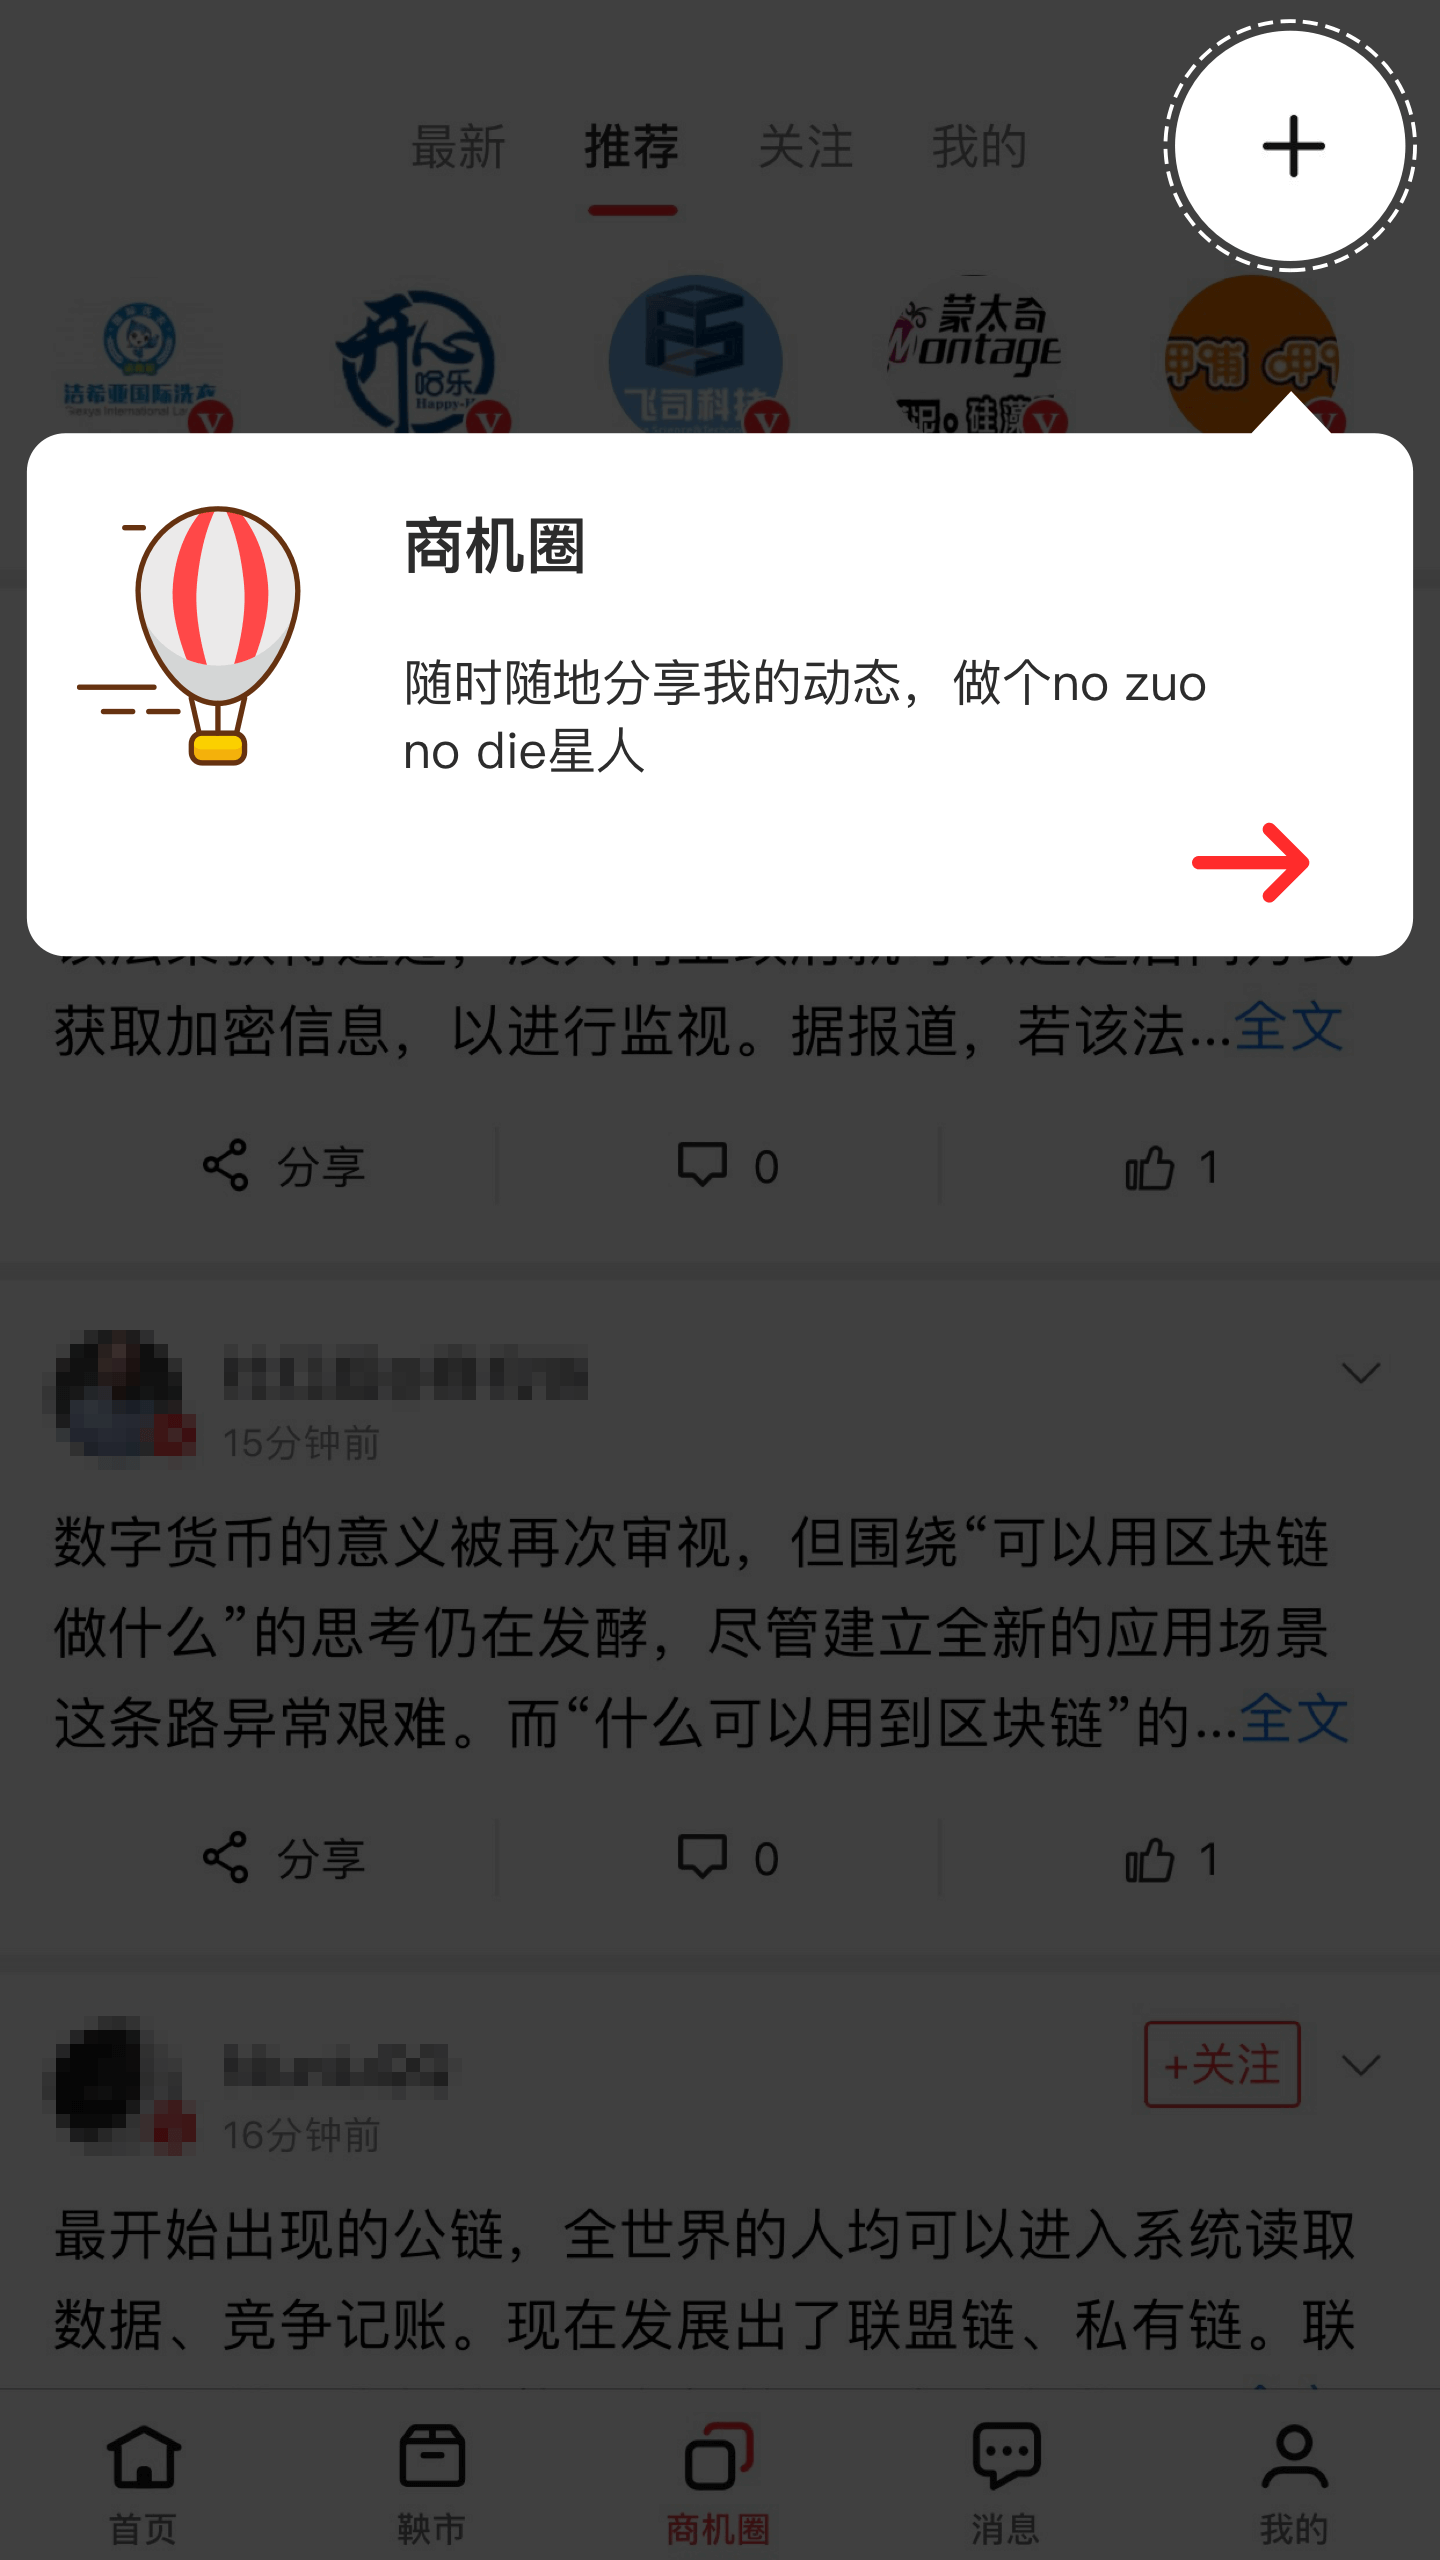 最新 推荐 关注 我的
洁希亚国际洗衣
开心
哈乐
飞司科技
蒙太奇
Montage
V V V V
商机圈
随时随地分享我的动态，做个no zuo
no die星人
获取加密信息，以进行监视。据报道，若该法...全文
分享 0 1
15分钟前
数字货币的意义被再次审视，但围绕“可以用区块链
做什么”的思考仍在发酵，尽管建立全新的应用场景
这条路异常艰难。而“什么可以用到区块链”的...全文
分享 0 1
+关注
16分钟前
最开始出现的公链，全世界的人均可以进入系统读取
数据、竞争记账。现在发展出了联盟链、私有链。联
首页 鞅市 商机圈 消息 我的